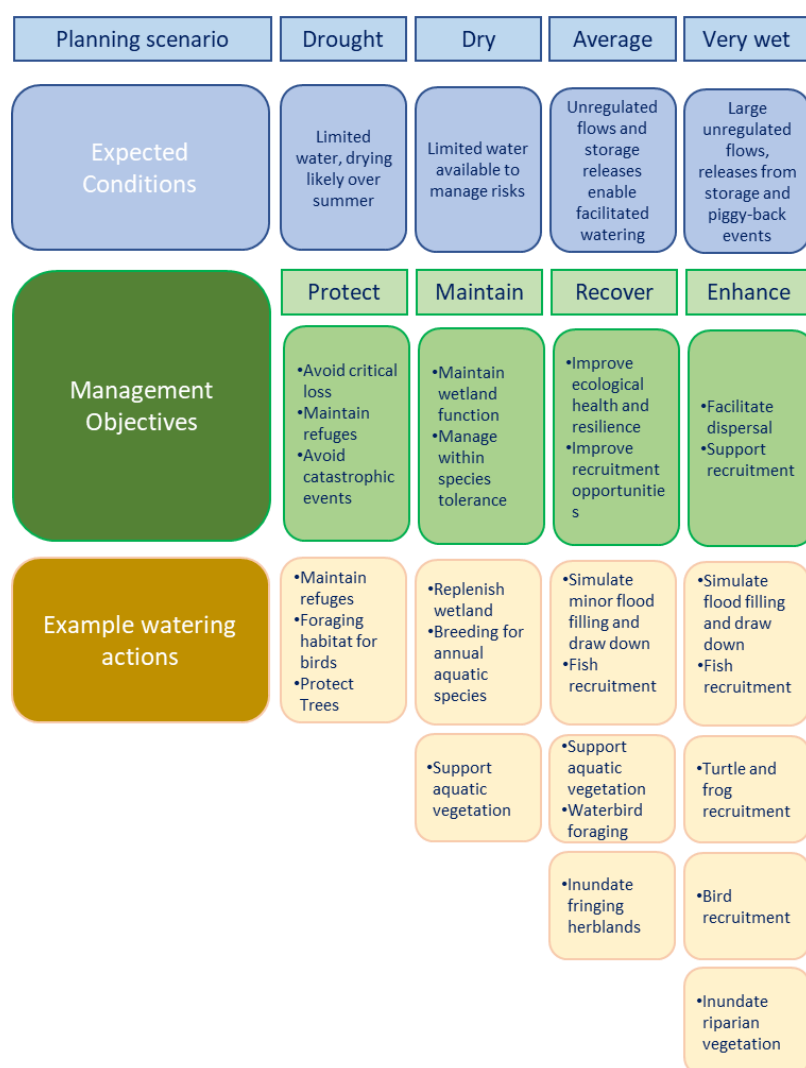 Planning scenario
Drought
Dry
Average
Very wet
Expected
Conditions
Limited
water, drying
likely over
summer
Limited water
available to
manage risks
Unregulated
flows and
storage
releases
enable
facilitated
watering
Large
unregulated
flows,
releases from
storage and
piggy-back
events
Management
Objectives
Protect
Maintain
Recover
Enhance
•Avoid critical
loss
•Maintain
refuges
•Avoid
catastrophic
events
•Maintain
wetland
function
•Manage
within
species
tolerance
•Improve
ecological
health and
resilience
•Improve
recruitment
opportunitie
s
•Facilitate
dispersal
•Support
recruitment
Example watering
actions
•Maintain
refuges
•Foraging
habitat for
birds
•Protect
Trees
•Replenish
wetland
•Breeding for
annual
aquatic
species
•Simulate
minor flood
filling and
draw down
•Fish
recruitment
•Simulate
flood filling
and draw
down
•Fish
recruitment
•Support
aquatic
vegetation
•Support
aquatic
vegetation
•Waterbird
foraging
•Turtle and
frog
recruitment
•Inundate
fringing
herblands
•Bird
recruitment
•Inundate
riparian
vegetation